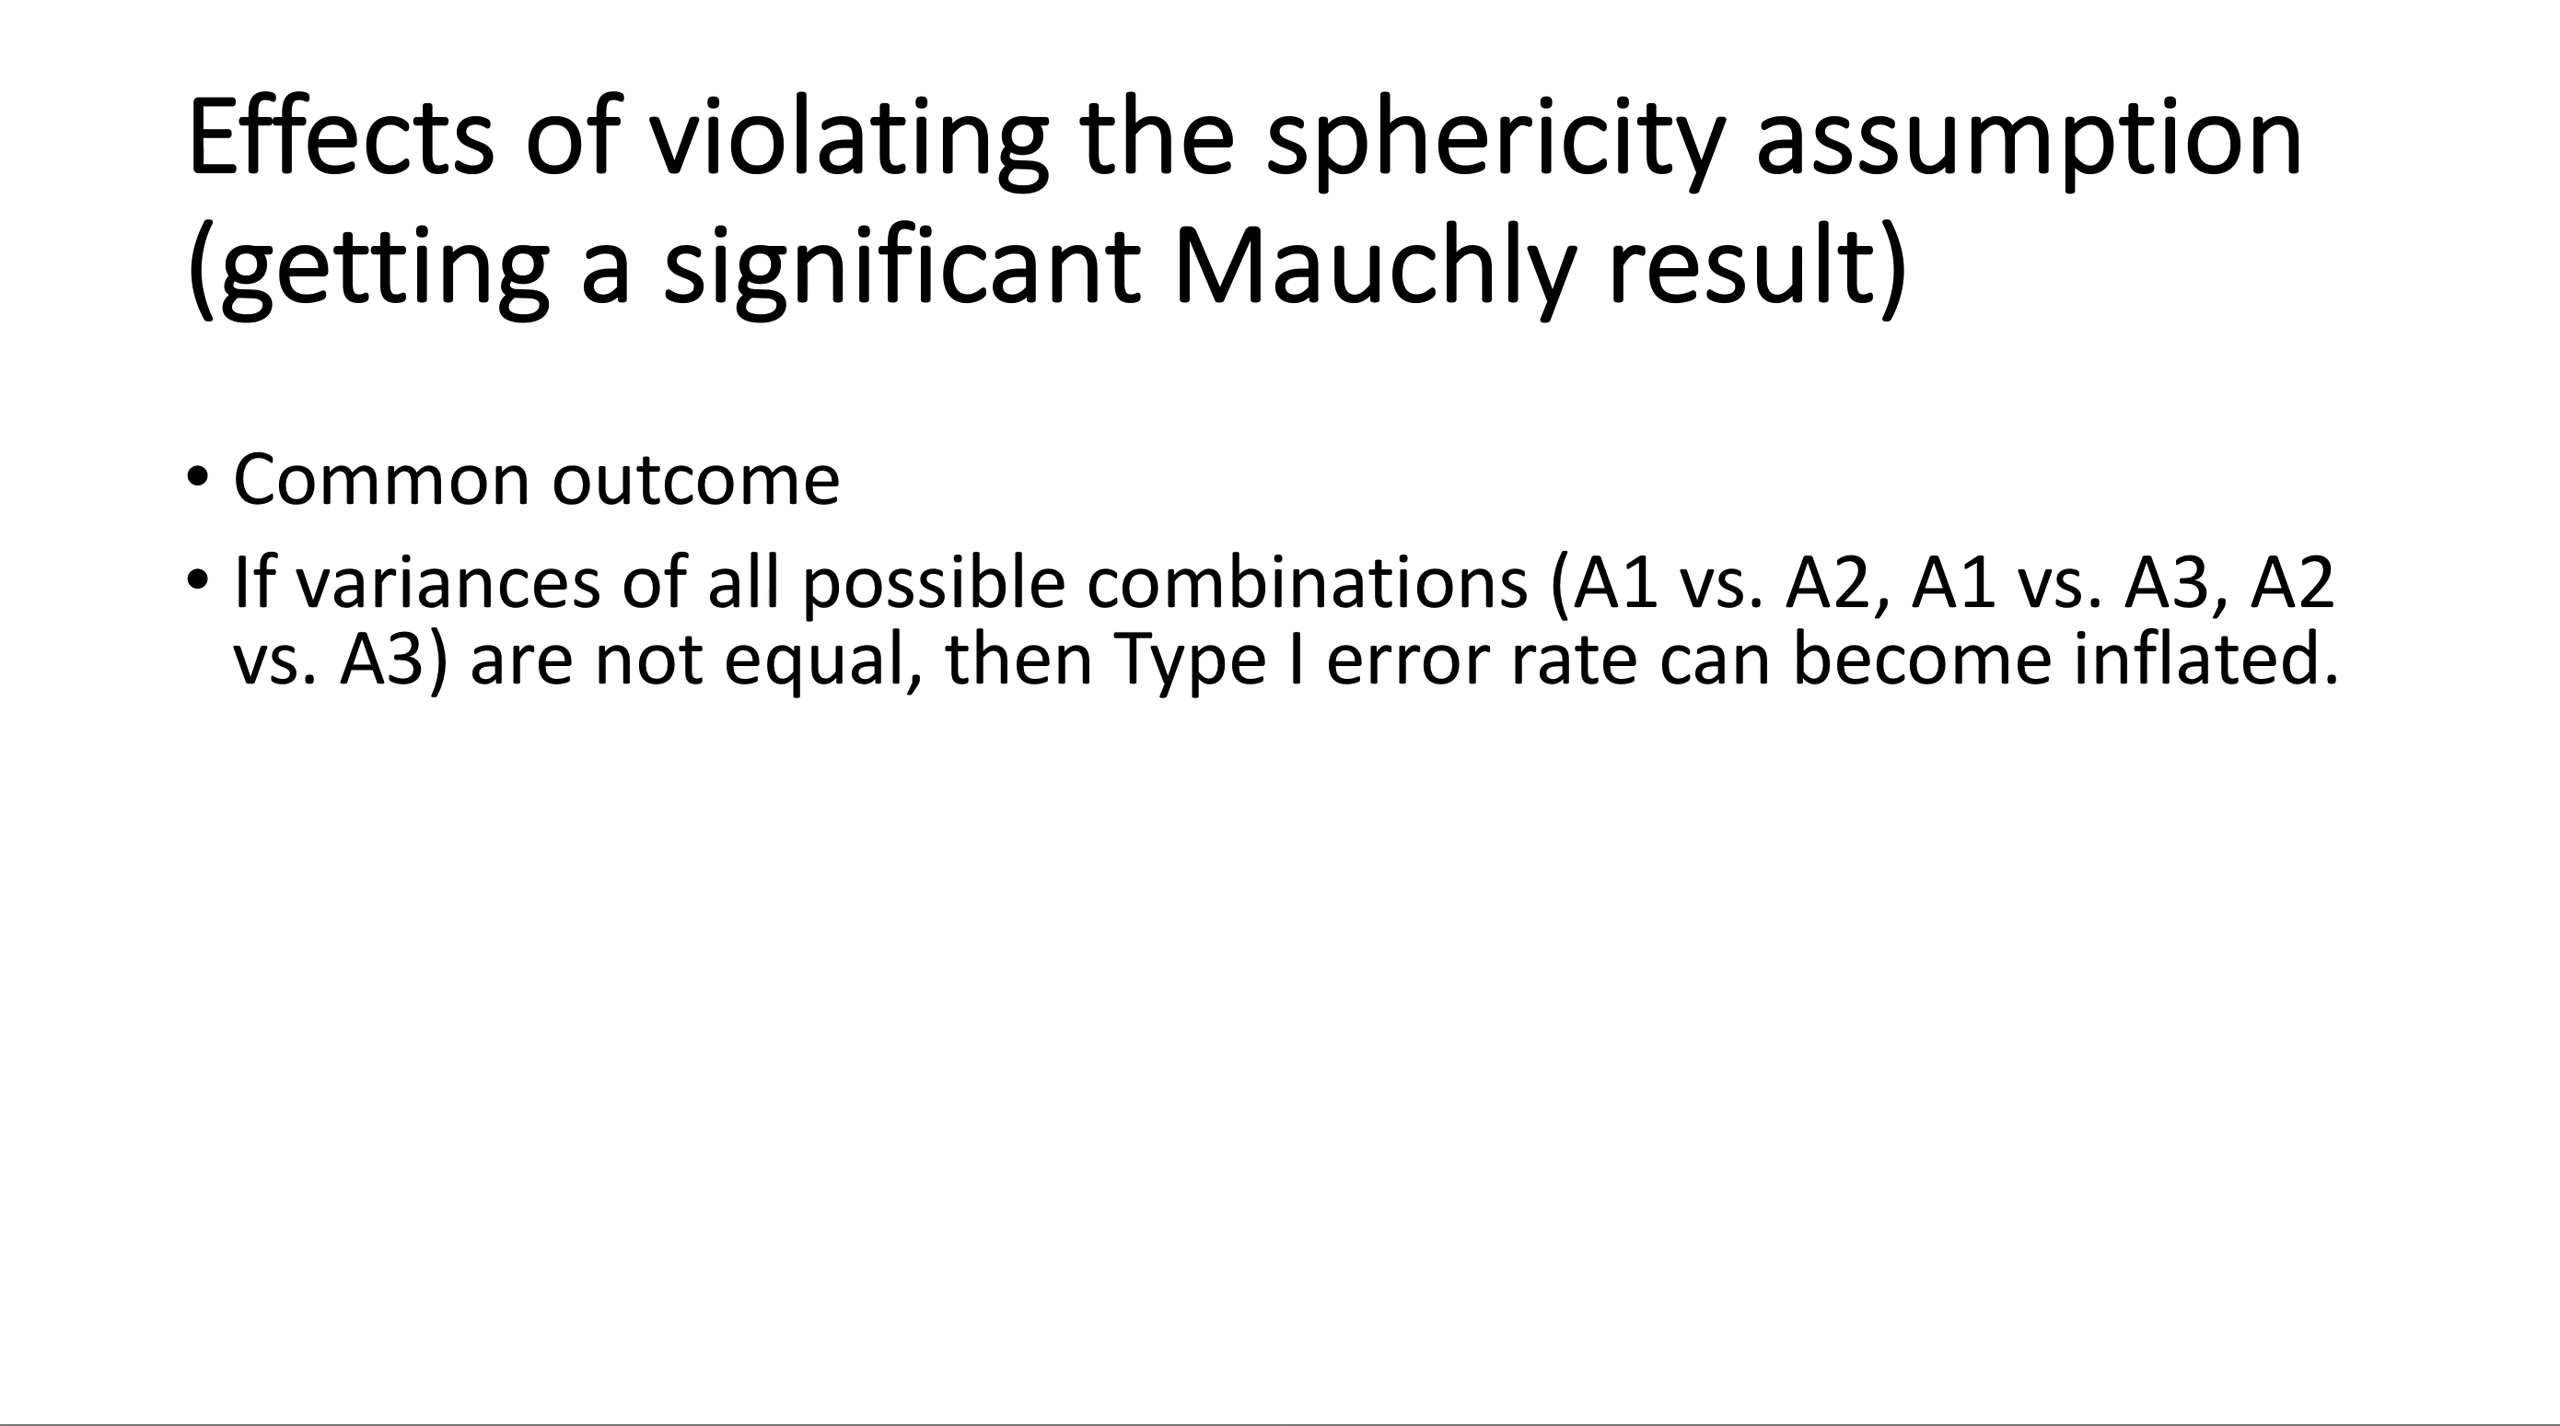 Effects of violating the sphericity assumption
(getting a significant Mauchly result)
• Common outcome
• If variances of all possible combinations (A1 vs. A2, A1 vs. A3, A2
vs. A3) are not equal, then Type I error rate can become inflated.